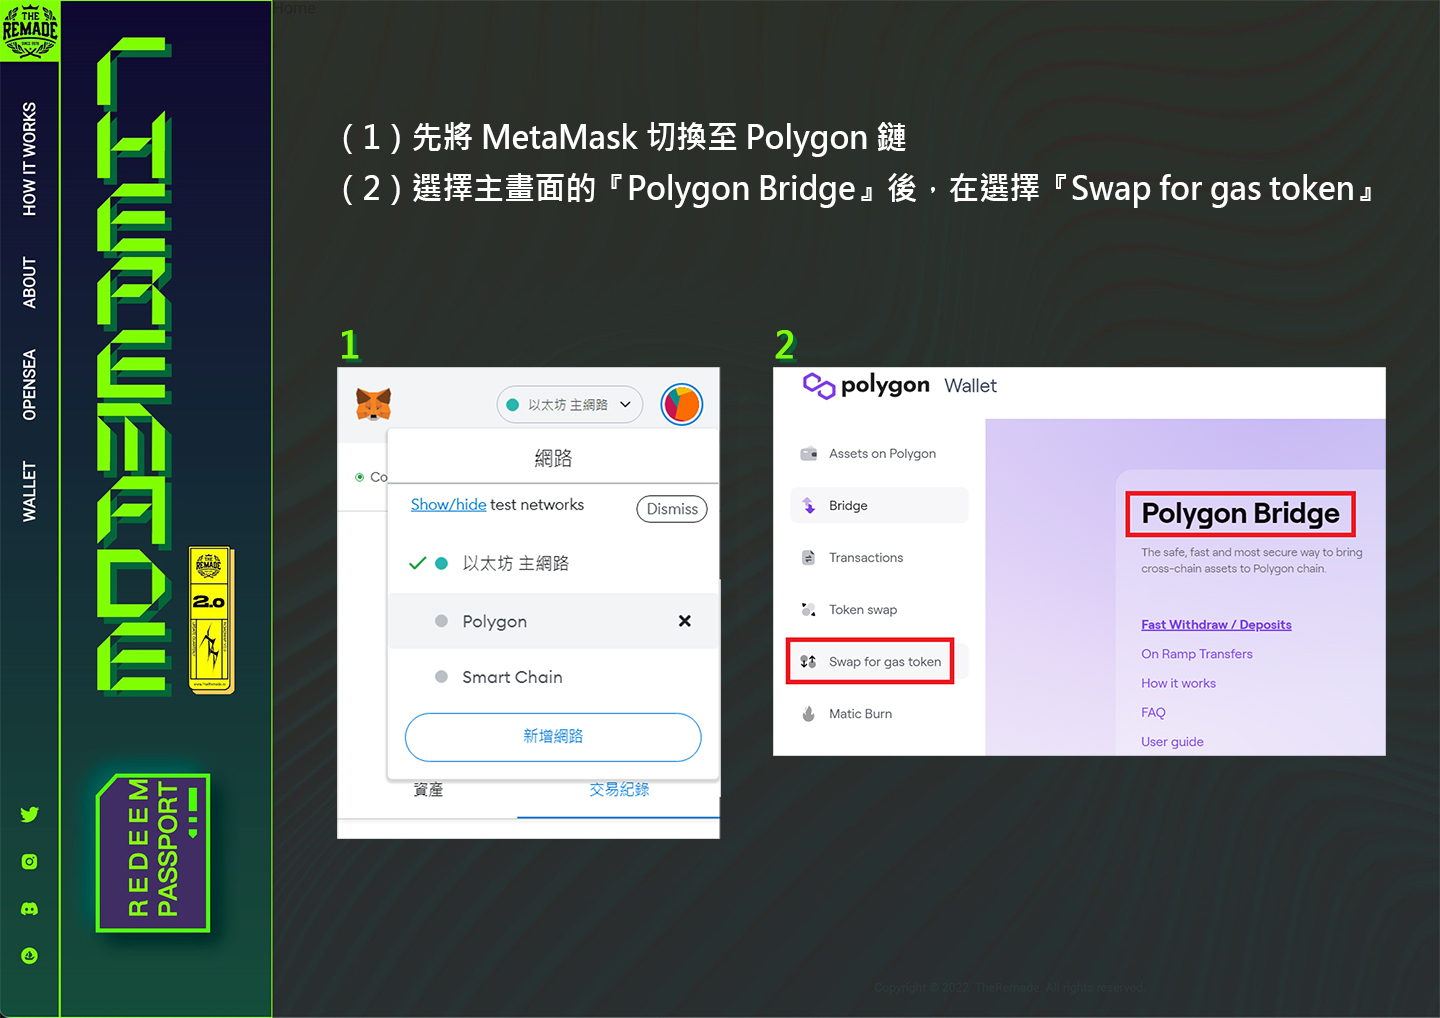 Home
THE
REMADE
SINCE 1978
HOW IT WORKS
ABOUT
OPENSEA
WALLET
THEREMADE
THE
REMADE
2.0
REDEEM
PASSPORT
(1)先將 MetaMask 切換至 Polygon 鏈
(2)選擇主畫面的『Polygon Bridge』後，在選擇『Swap for gas token』
1
以太坊 主網路
Co
網路
Show/hide test networks
Dismiss
以太坊 主網路
Polygon
Smart Chain
新增網路
資產
交易紀錄
2
polygon Wallet
Assets on Polygon
Bridge
Transactions
Token swap
Swap for gas token
Matic Burn
Polygon Bridge
The safe, fast and most secure way to bring
cross-chain assets to Polygon chain.
Fast Withdraw / Deposits
On Ramp Transfers
How it works
FAQ
User guide
Copyright © 2022 TheRemade. All rights reserved